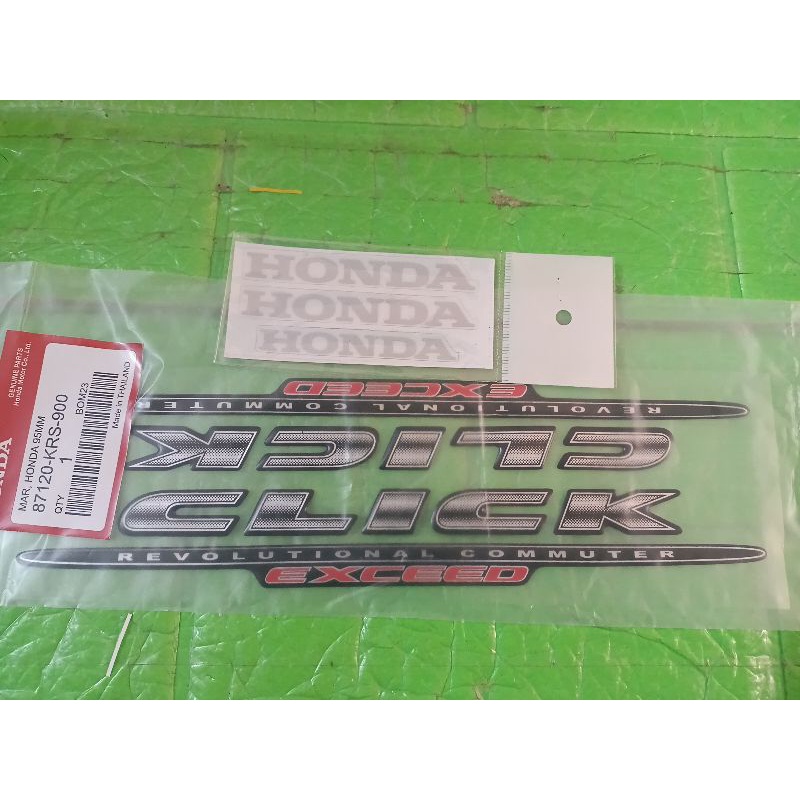 HONDA
HONDA
HONDA
GENUINE PARTS
Honda Motor Co., Ltd.
MAR, HONDA 95MM
87120-KRS-900
QTY 1
BOM23
Made in THAILAND
EXCEED
REVOLUTIONAL COMMUTER
CLICK
CLICK
REVOLUTIONAL COMMUTER
EXCEED